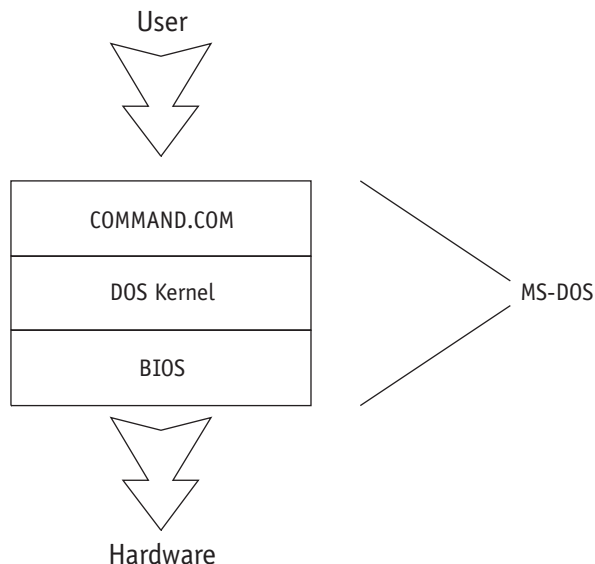 User
COMMAND.COM
DOS Kernel
MS-DOS
BIOS
Hardware